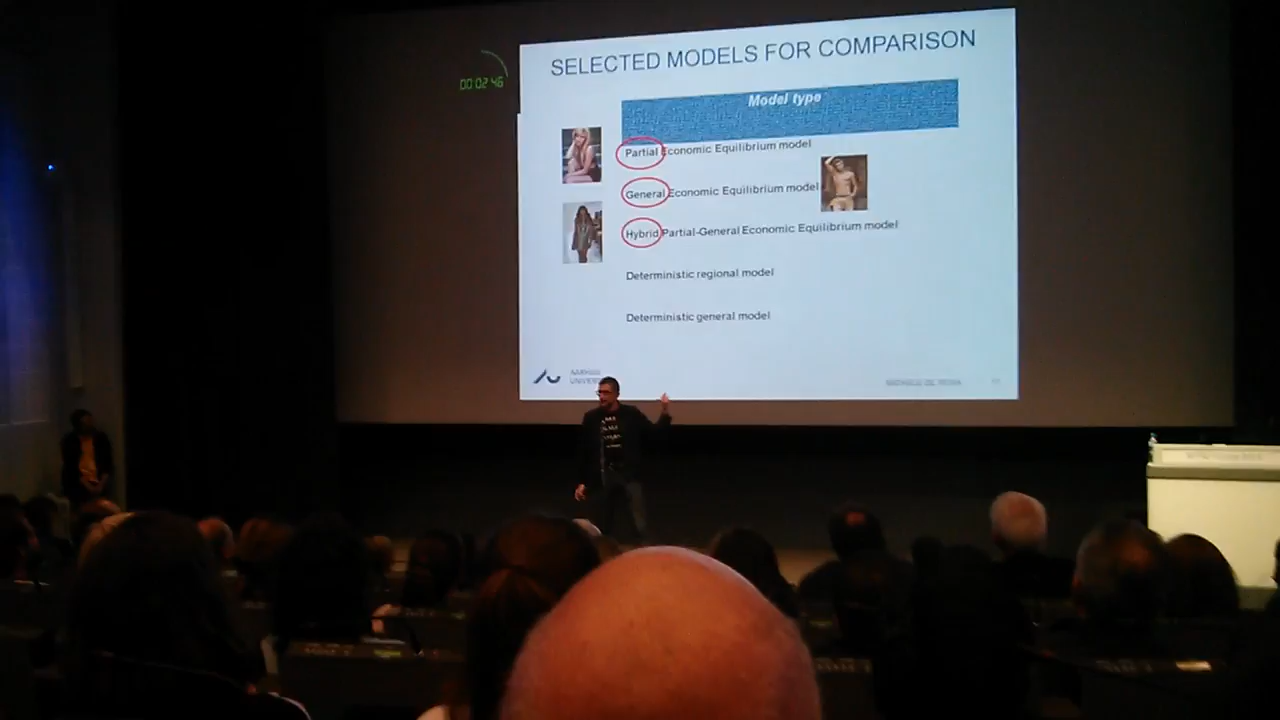 SELECTED MODELS FOR COMPARISON
00:02:46
Model type
Partial Economic Equilibrium model
General Economic Equilibrium model
Hybrid Partial-General Economic Equilibrium model
Deterministic regional model
Deterministic general model